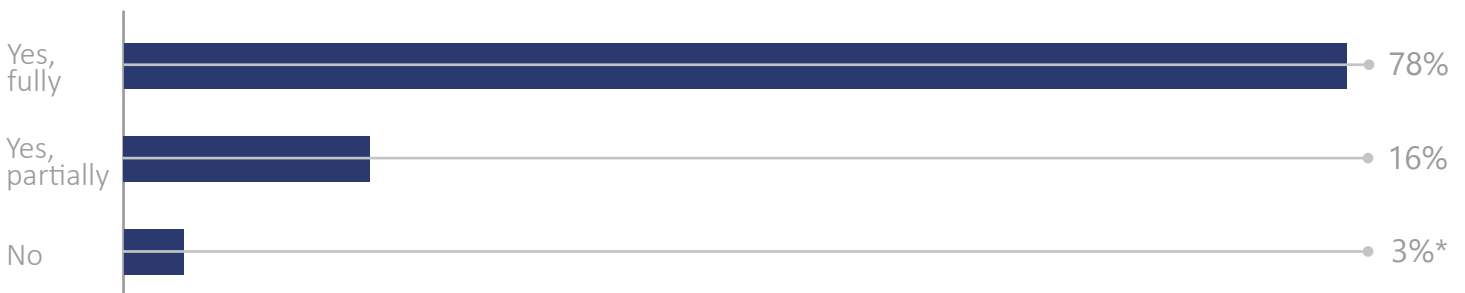 Yes,
fully
78%
Yes,
partially
16%
No
3%*